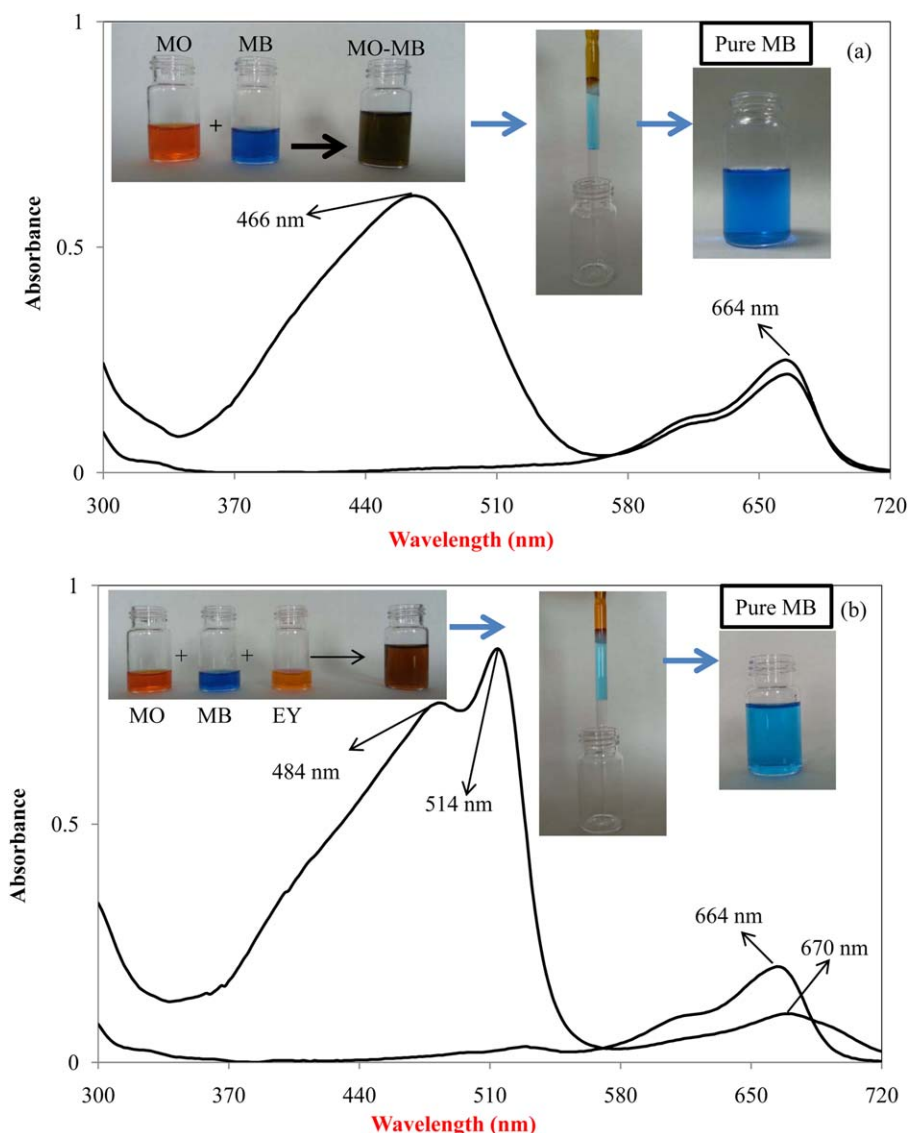 1
MO MB MO-MB Pure MB (a)
+
466 nm
0.5
664 nm
Absorbance
0
300 370 440 510 580 650 720
Wavelength (nm)
1
Pure MB (b)
+ +
MO MB EY
484 nm
514 nm
0.5
664 nm
670 nm
Absorbance
0
300 370 440 510 580 650 720
Wavelength (nm)